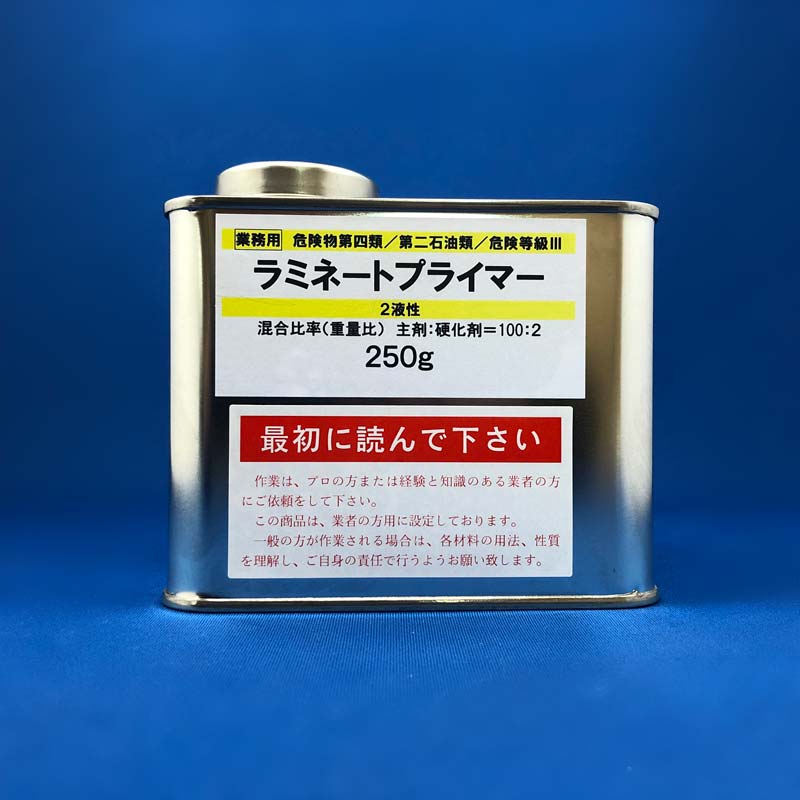 業務用 危険物第四類／第二石油類／危険等級Ⅲ
ラミネートプライマー
2液性
混合比率(重量比) 主剤:硬化剤=100:2
250g
最初に読んで下さい
作業は、プロの方または経験と知識のある業者の方
にご依頼をして下さい。
この商品は、業者の方用に設定しております。
一般の方が作業される場合は、各材料の用法、性質
を理解し、ご自身の責任で行うようお願い致します。